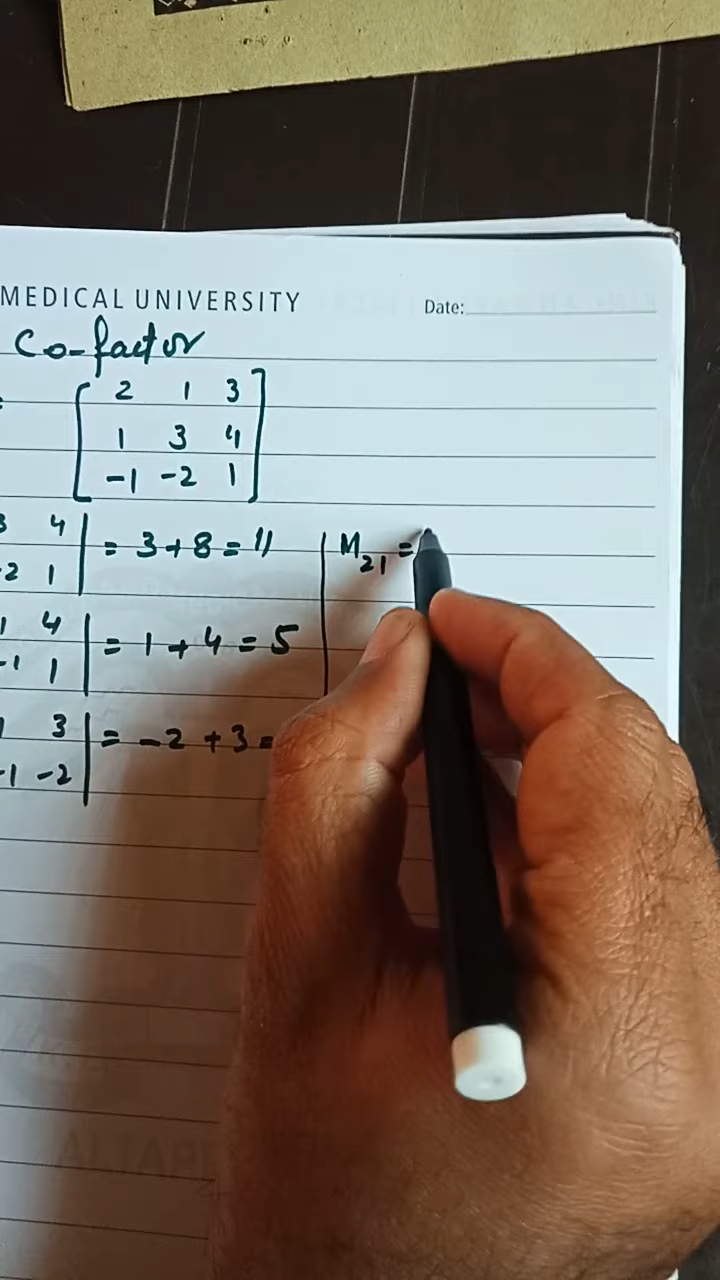 MEDICAL UNIVERSITY
Date:
Co-factor
2 1 3
1 3 4
-1 -2 1
3 4
-2 1
= 3+8 = 11
M21 =
1 4
-1 1
= 1 + 4 = 5
1 3
-1 -2
= -2 +3 =